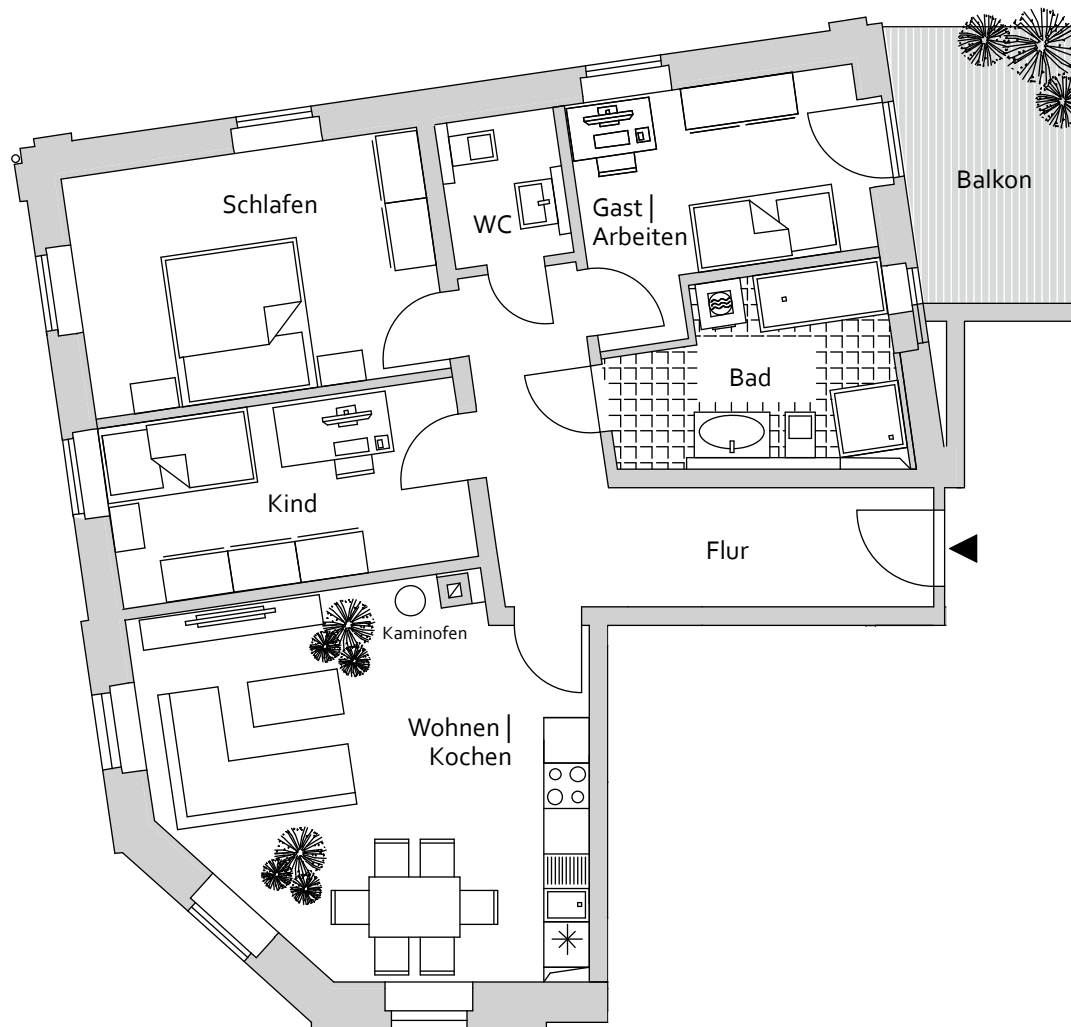 Schlafen
WC
Gast |
Arbeiten
Balkon
Bad
Kind
Flur
Kaminofen
Wohnen |
Kochen